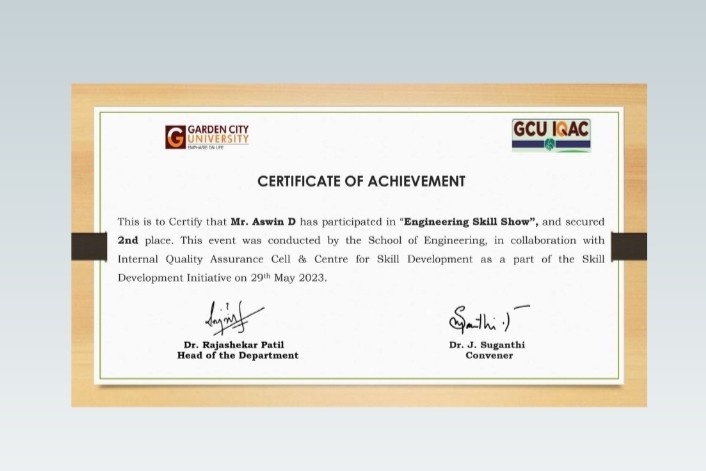 GARDEN CITY
UNIVERSITY
EMPHASIS ON LIFE
GCU IQAC
CERTIFICATE OF ACHIEVEMENT
This is to Certify that Mr. Aswin D has participated in “Engineering Skill Show”, and secured
2nd place. This event was conducted by the School of Engineering, in collaboration with
Internal Quality Assurance Cell & Centre for Skill Development as a part of the Skill
Development Initiative on 29th May 2023.
Suganthi .J
Dr. Rajashekar Patil
Head of the Department
Dr. J. Suganthi
Convener